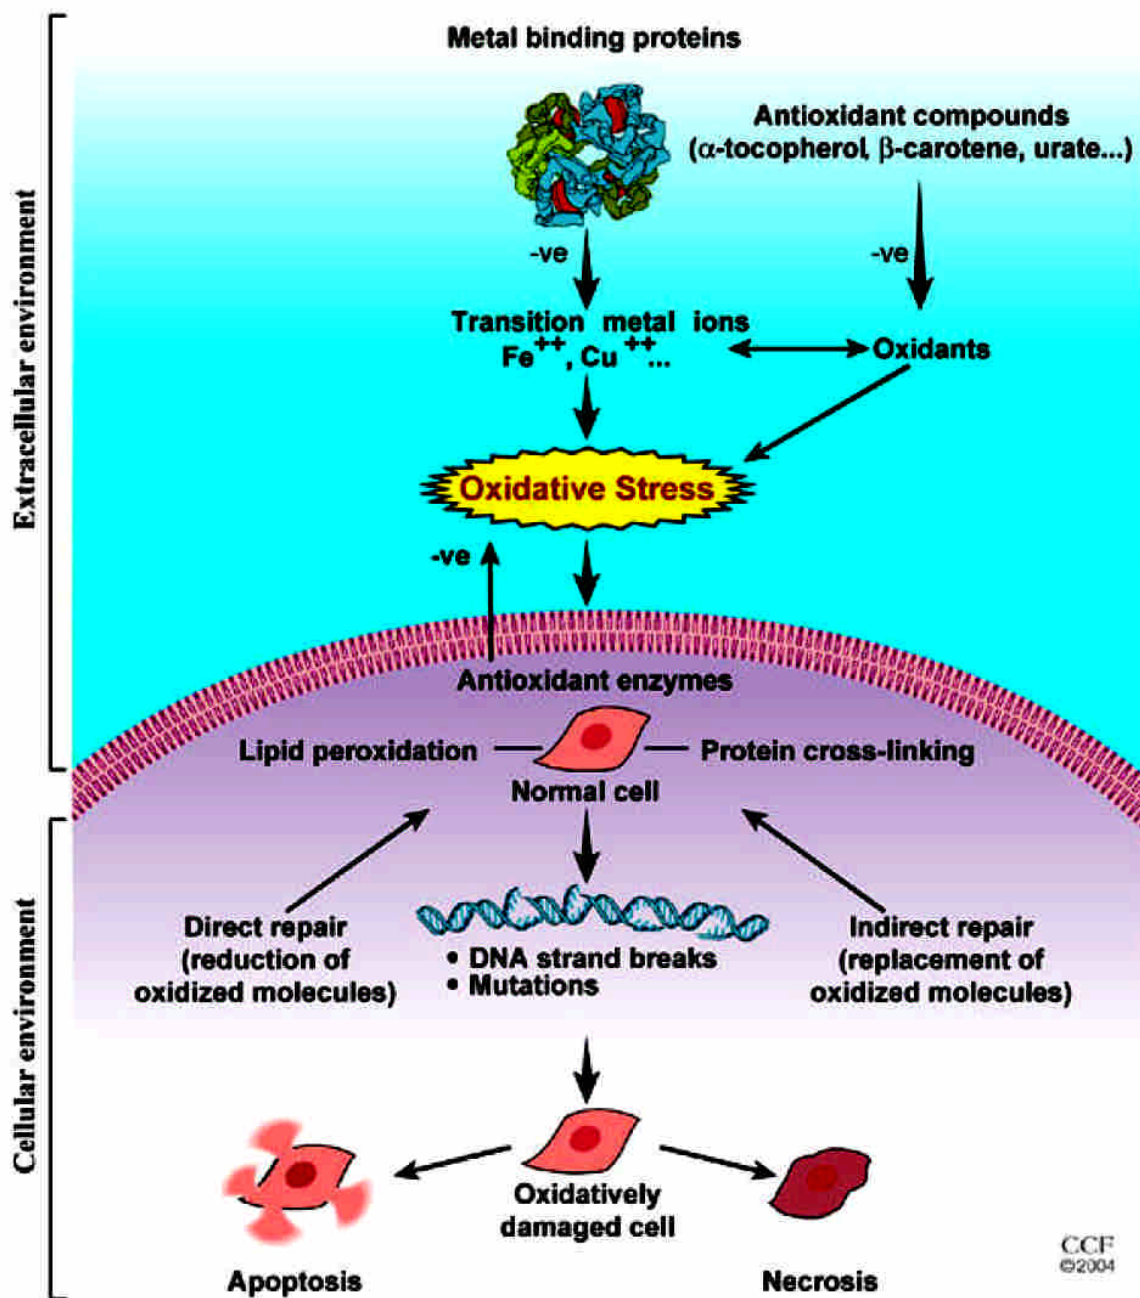 Metal binding proteins
Antioxidant compounds
(α-tocopherol, β-carotene, urate...)
-ve
-ve
Transition metal ions
Fe++, Cu++...
Oxidants
Oxidative Stress
-ve
Antioxidant enzymes
Lipid peroxidation
Protein cross-linking
Normal cell
Direct repair
(reduction of
oxidized molecules)
• DNA strand breaks
• Mutations
Indirect repair
(replacement of
oxidized molecules)
Oxidatively
damaged cell
Apoptosis
Necrosis
Extracellular environment
Cellular environment
CCF
©2004